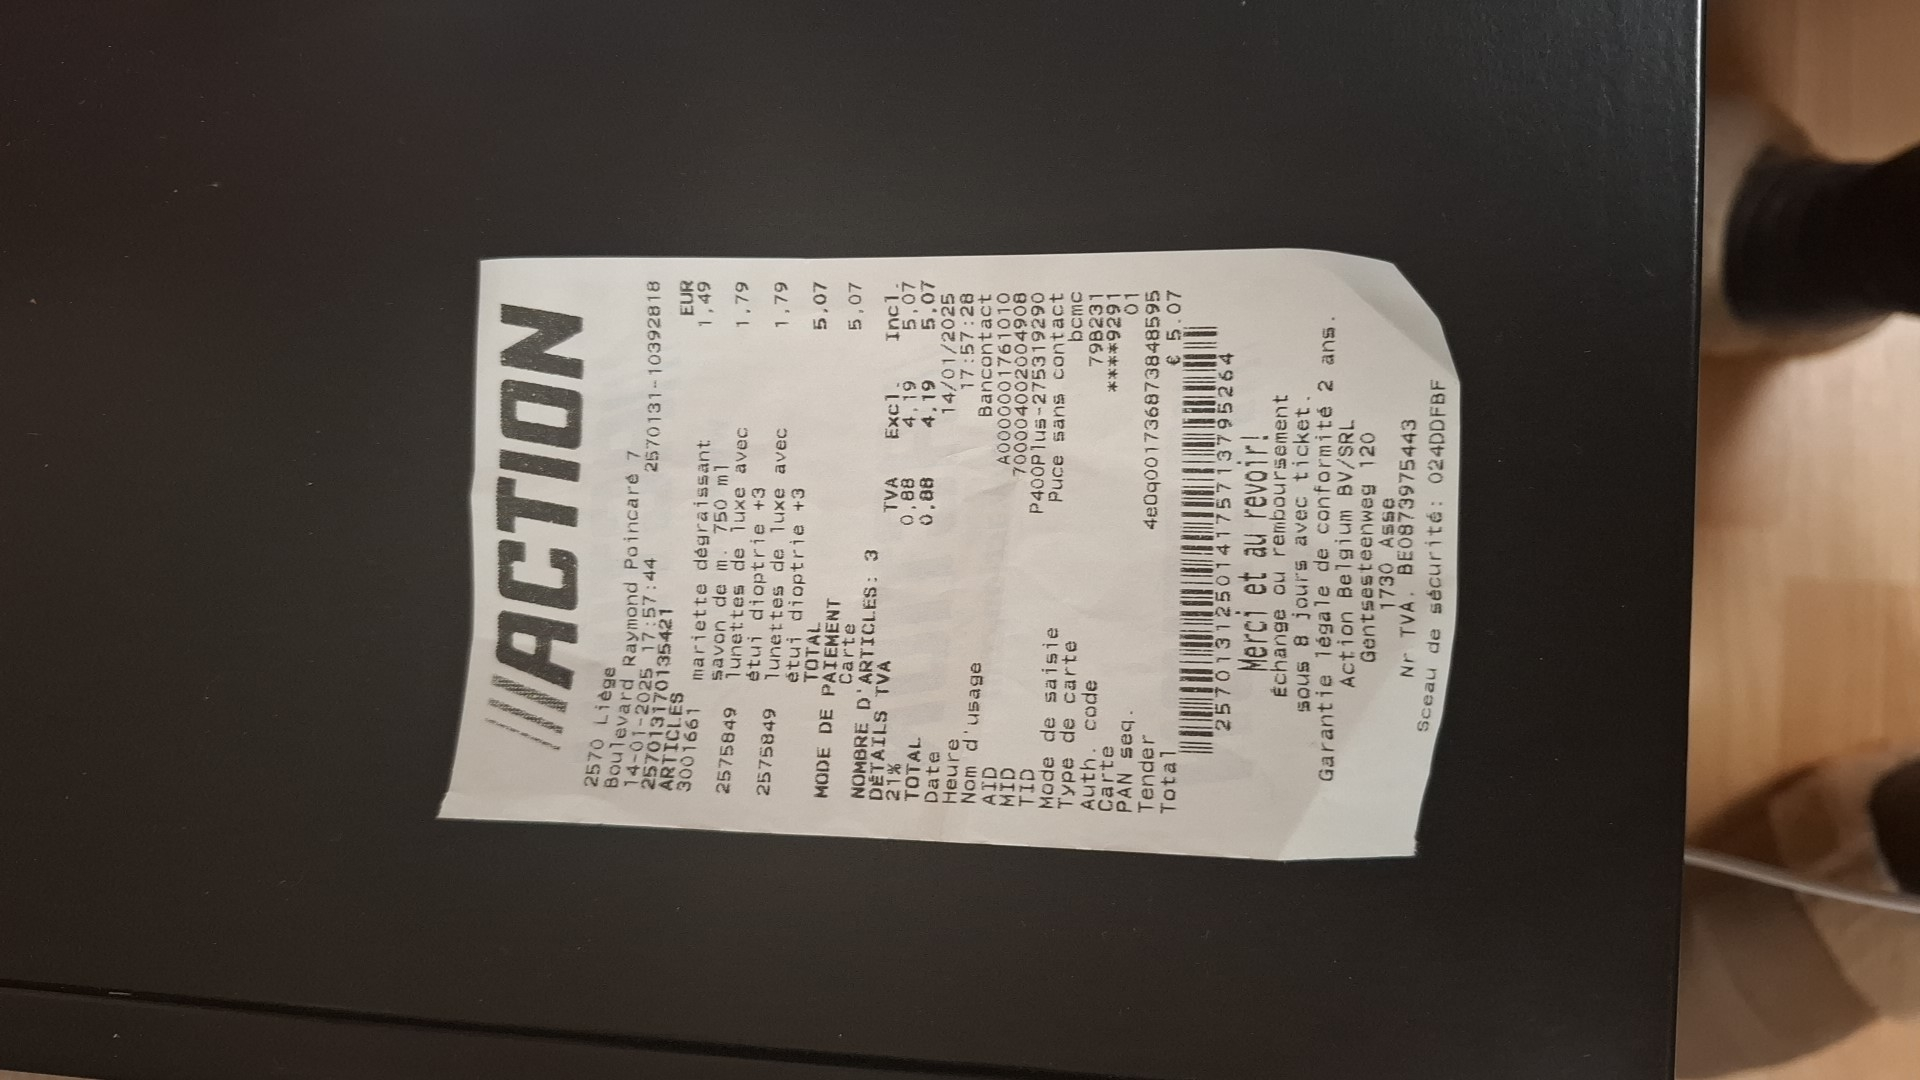 ///ACTION
2570 Liège
Boulevard Raymond Poincaré 7
14-01-2025 17:57:44 2570131-10392818
257013170135421
ARTICLES EUR
3001661 mariette dégraissant 1,49
savon de m. 750 ml
2575849 lunettes de luxe avec 1,79
étui dioptrie +3
2575849 lunettes de luxe avec 1,79
étui dioptrie +3
TOTAL 5,07
MODE DE PAIEMENT
Carte 5,07
NOMBRE D'ARTICLES: 3
DÉTAILS TVA TVA Excl. Incl.
21% 0,88 4,19 5,07
TOTAL 0,88 4,19 5,07
Date 14/01/2025
Heure 17:57:28
Nom d'usage Bancontact
AID
MID
TID P400Plus-275319290
Mode de saisie Puce sans contact
Type de carte bcmc
Auth. code 79B231
Carte ****9291
PAN seq. 01
Tender 4e0q001736873848595
Total € 5.07
257013125014175713795264
Merci et au revoir!
Échange ou remboursement
sous 8 jours avec ticket.
Garantie légale de conformité 2 ans.
Action Belgium BV/SRL
Gentsesteenweg 120
1730 Asse
Nr TVA. BE0873975443
Sceau de sécurité: 024DDFBF